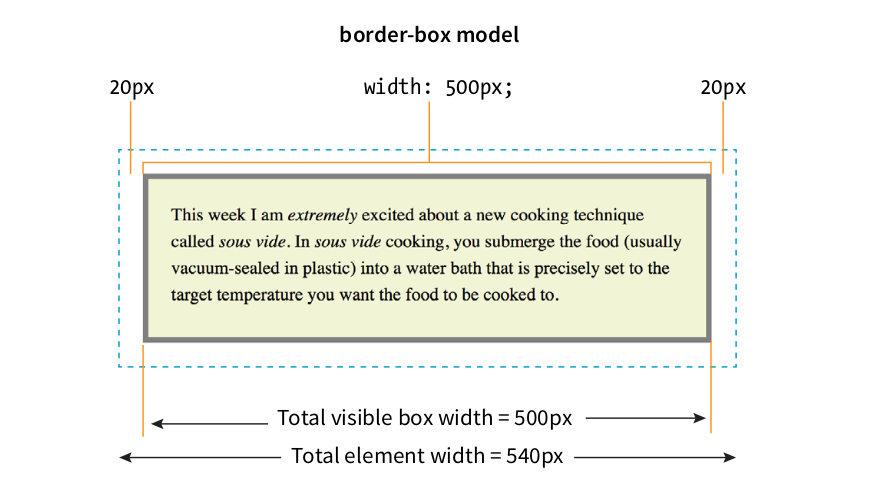 border-box model
20px width: 500px; 20px
This week I am extremely excited about a new cooking technique
called sous vide. In sous vide cooking, you submerge the food (usually
vacuum-sealed in plastic) into a water bath that is precisely set to the
target temperature you want the food to be cooked to.
Total visible box width = 500px
Total element width = 540px